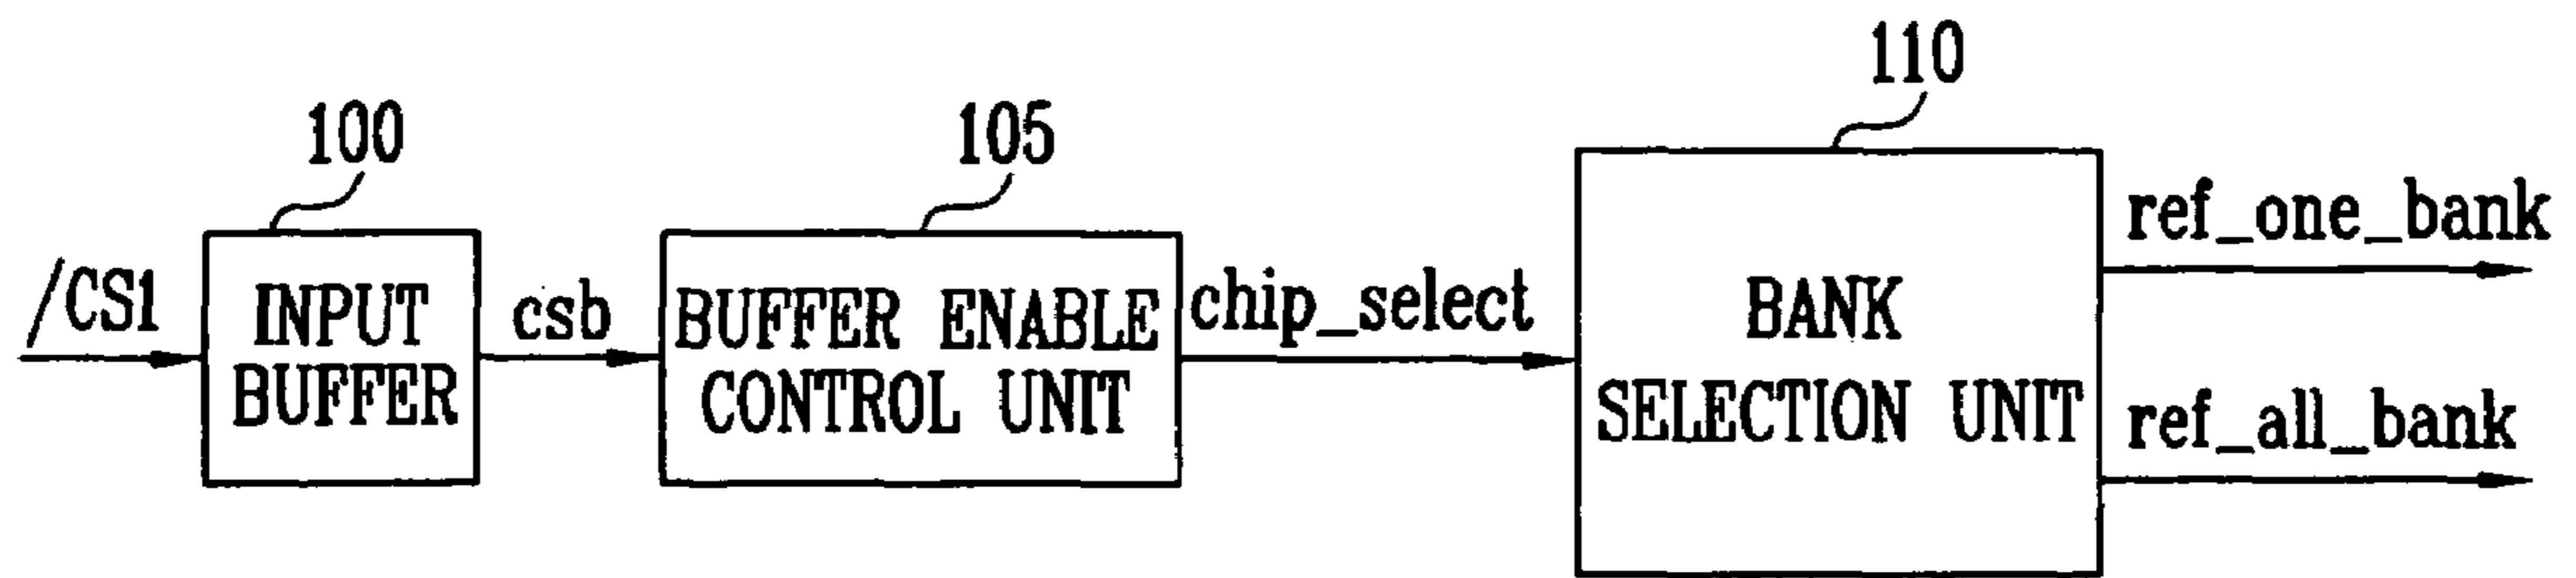 100
105
110
/CS1
INPUT
BUFFER
csb
BUFFER ENABLE
CONTROL UNIT
chip_select
BANK
SELECTION UNIT
ref_one_bank
ref_all_bank